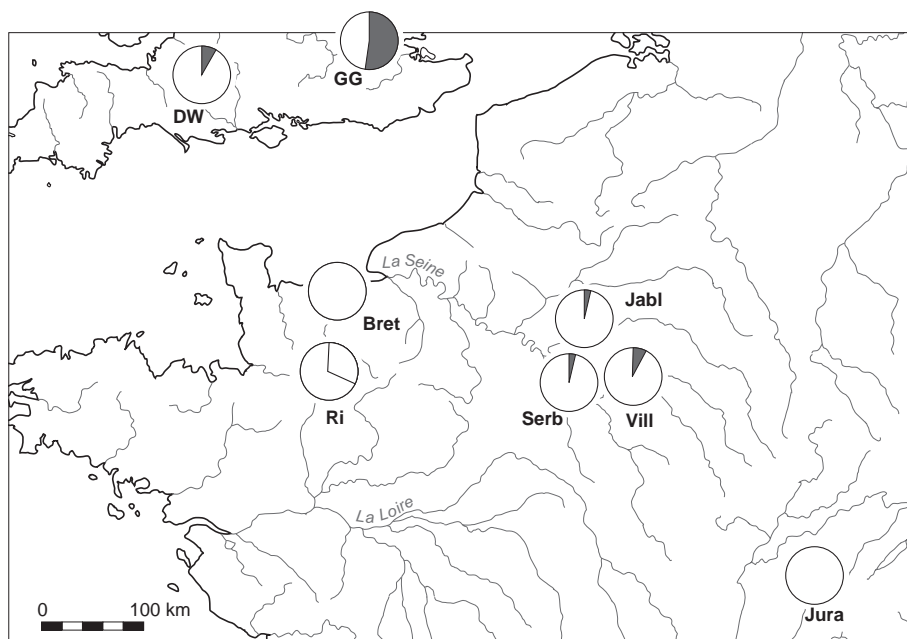 GG
DW
La Seine
Jabl
Bret
Ri
Serb
Vill
La Loire
0 100 km
Jura